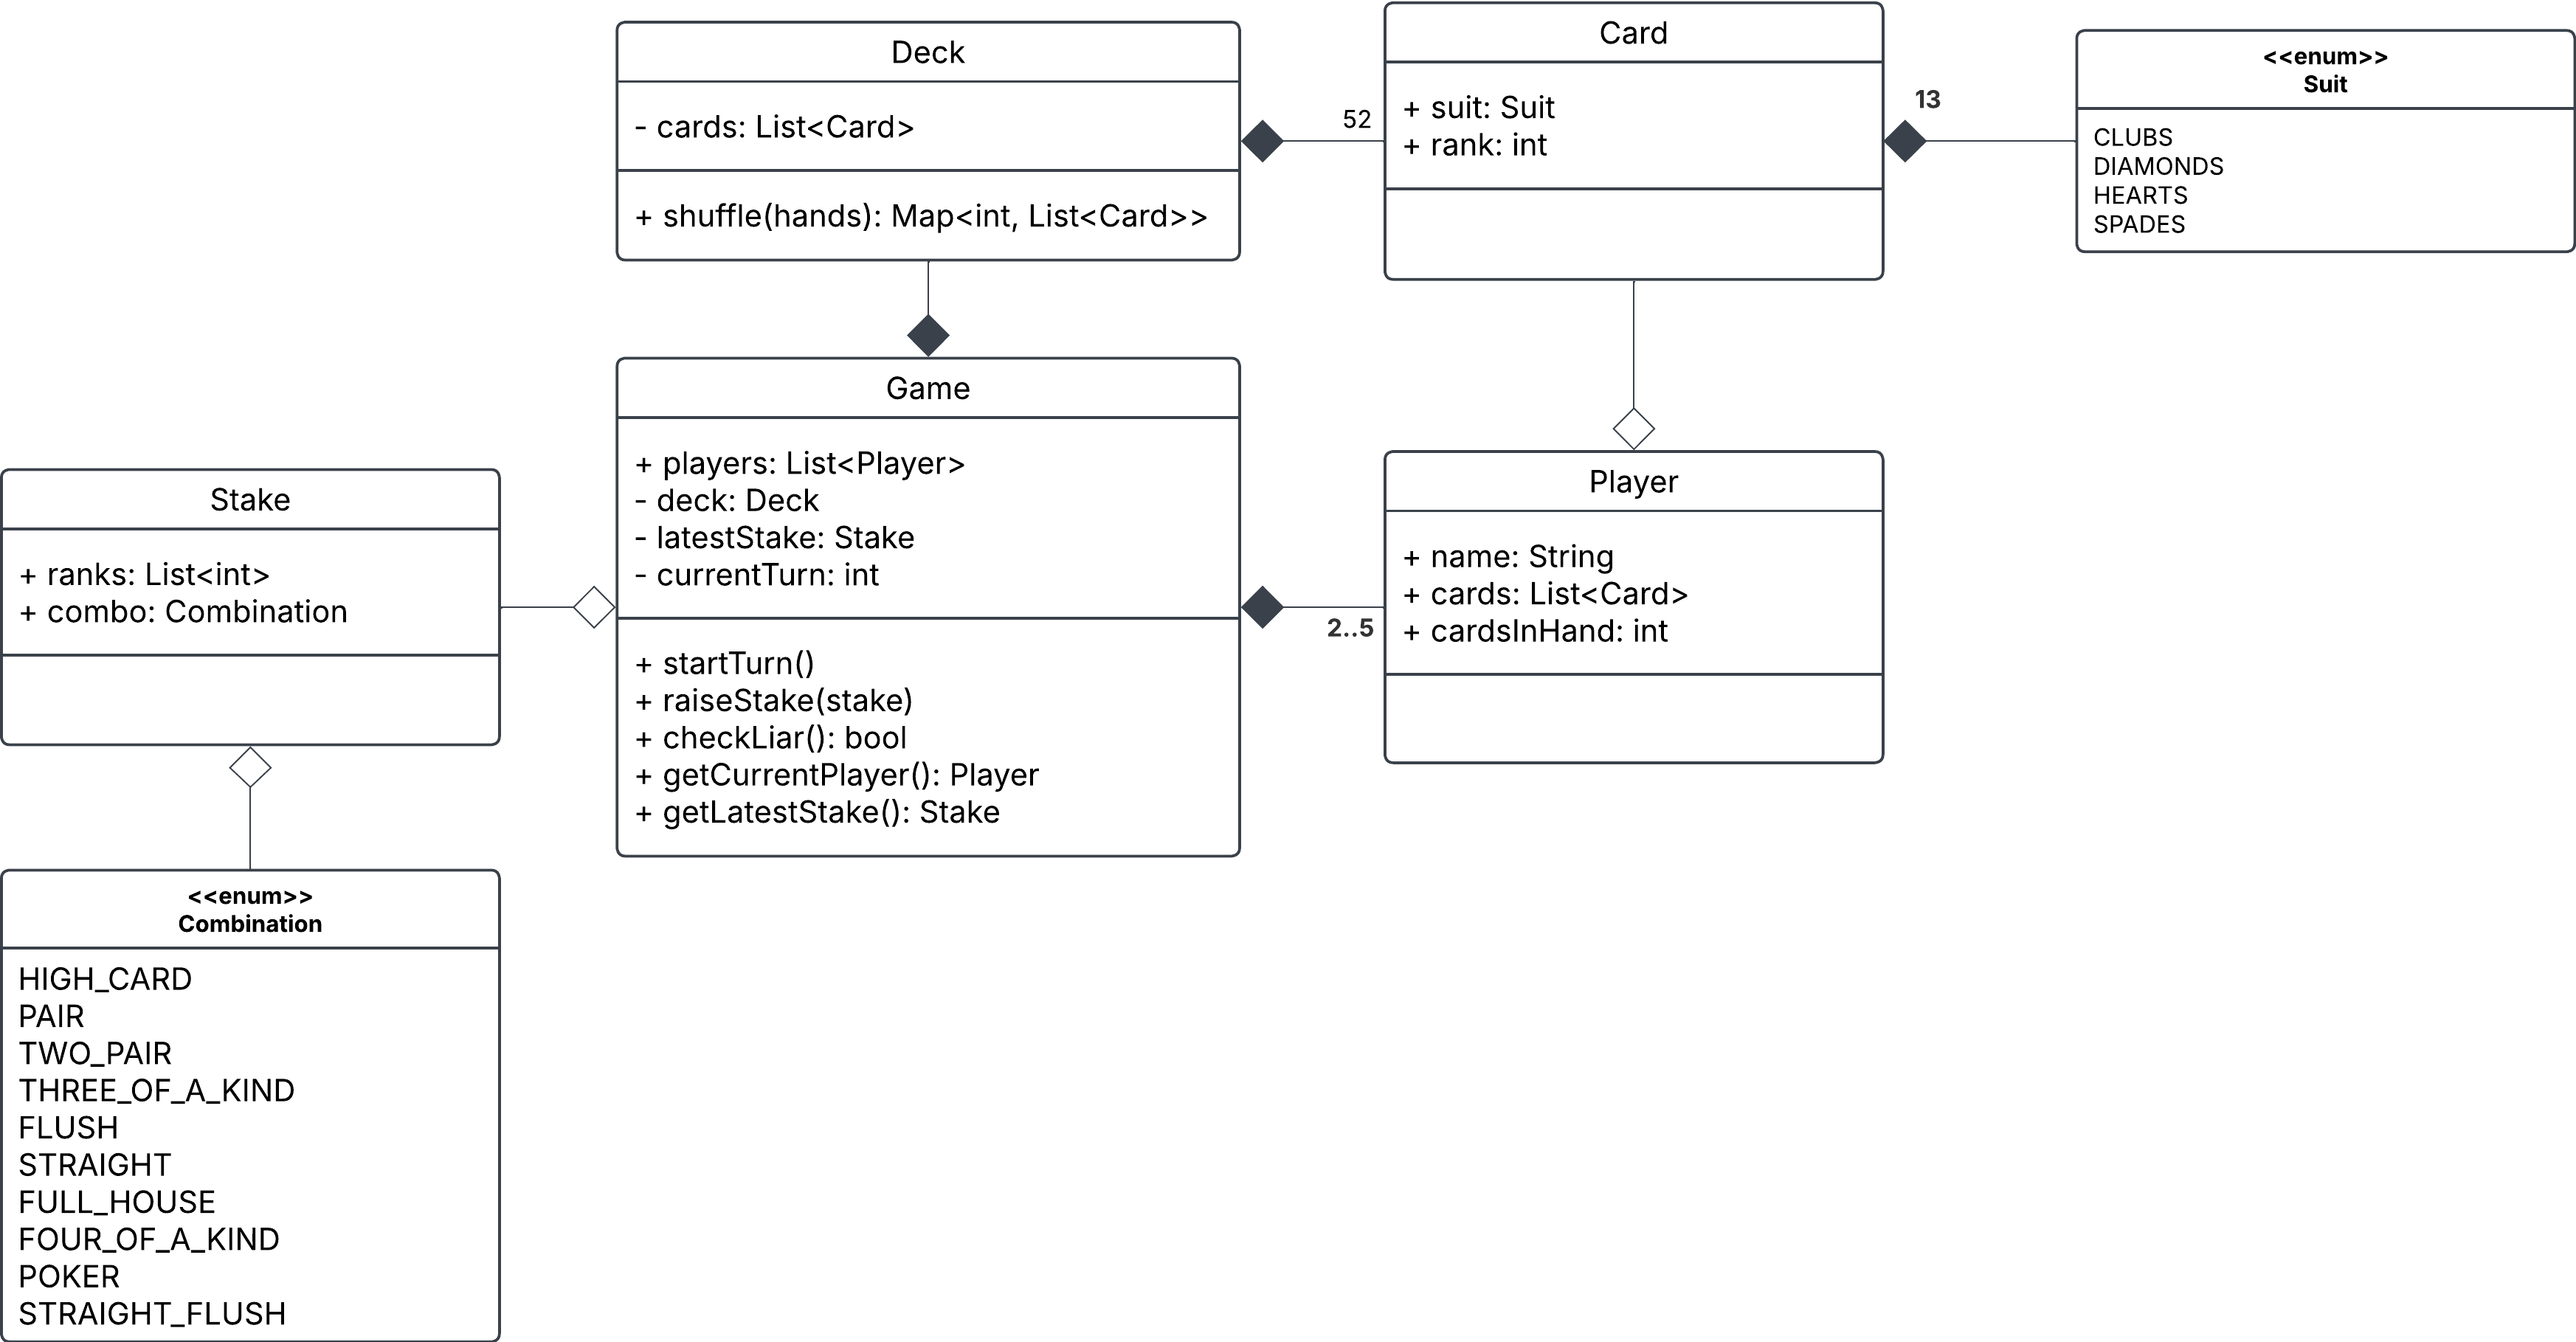 Deck
- cards: List<Card>
+ shuffle(hands): Map<int, List<Card>>
52
Card
+ suit: Suit
+ rank: int
13
<<enum>>
Suit
CLUBS
DIAMONDS
HEARTS
SPADES
Game
+ players: List<Player>
- deck: Deck
- latestStake: Stake
- currentTurn: int
+ startTurn()
+ raiseStake(stake)
+ checkLiar(): bool
+ getCurrentPlayer(): Player
+ getLatestStake(): Stake
2..5
Player
+ name: String
+ cards: List<Card>
+ cardsInHand: int
Stake
+ ranks: List<int>
+ combo: Combination
<<enum>>
Combination
HIGH_CARD
PAIR
TWO_PAIR
THREE_OF_A_KIND
FLUSH
STRAIGHT
FULL_HOUSE
FOUR_OF_A_KIND
POKER
STRAIGHT_FLUSH